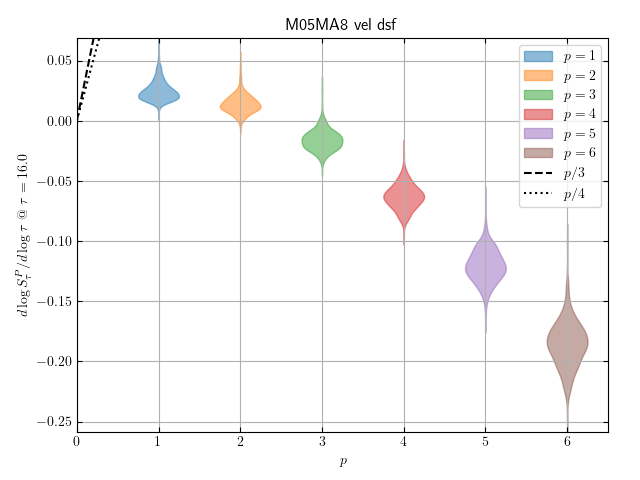 M05MA8 vel dsf
0.05
0.00
−0.05
−0.10
−0.15
−0.20
−0.25
d log S_τ^P / d log τ @ τ = 16.0
0 1 2 3 4 5 6
p
p = 1
p = 2
p = 3
p = 4
p = 5
p = 6
p/3
p/4